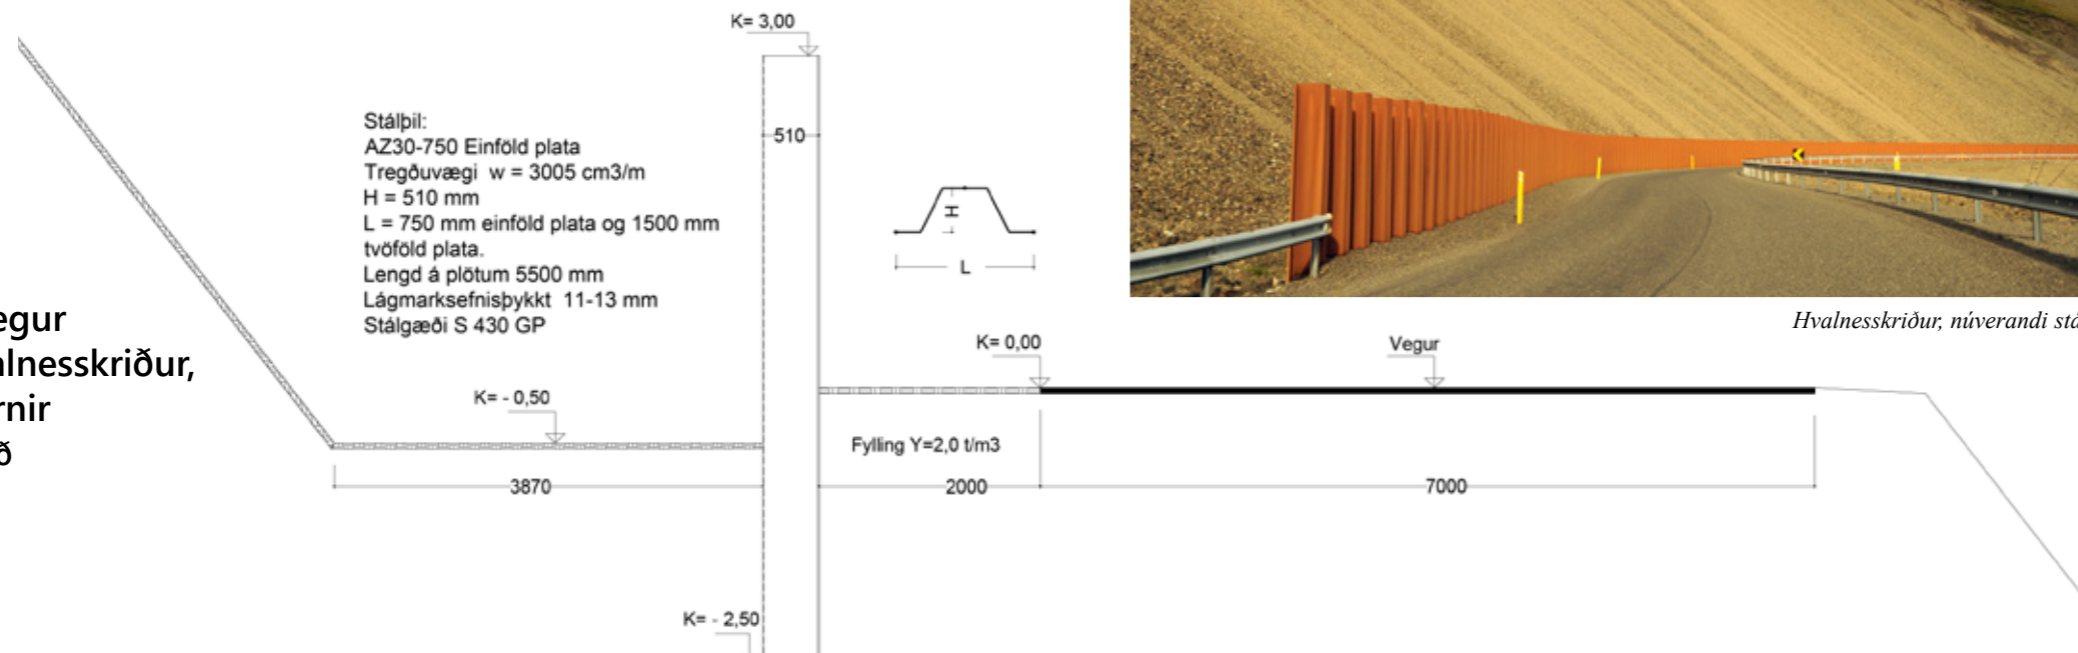 K= 3,00
Stálþil:
AZ30-750 Einföld plata
Tregðuvægi w = 3005 cm3/m
H = 510 mm
L = 750 mm einföld plata og 1500 mm
tvöföld plata.
Lengd á plötum 5500 mm
Lágmarksefnisþykkt 11-13 mm
Stálgæði S 430 GP
510
H
L
egur
alnesskriður,
rnir
ð
Hvalnesskriður, núverandi stá
K= 0,00
Vegur
K= - 0,50
Fylling Y=2,0 t/m3
3870
2000
7000
K= - 2,50